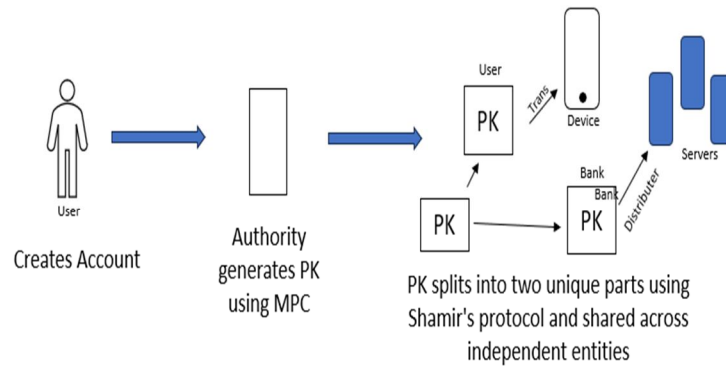 User
Creates Account
Authority
generates PK
using MPC
User
PK
Trans
Device
PK
Bank
Bank
PK
Distributer
Servers
PK splits into two unique parts using
Shamir's protocol and shared across
independent entities